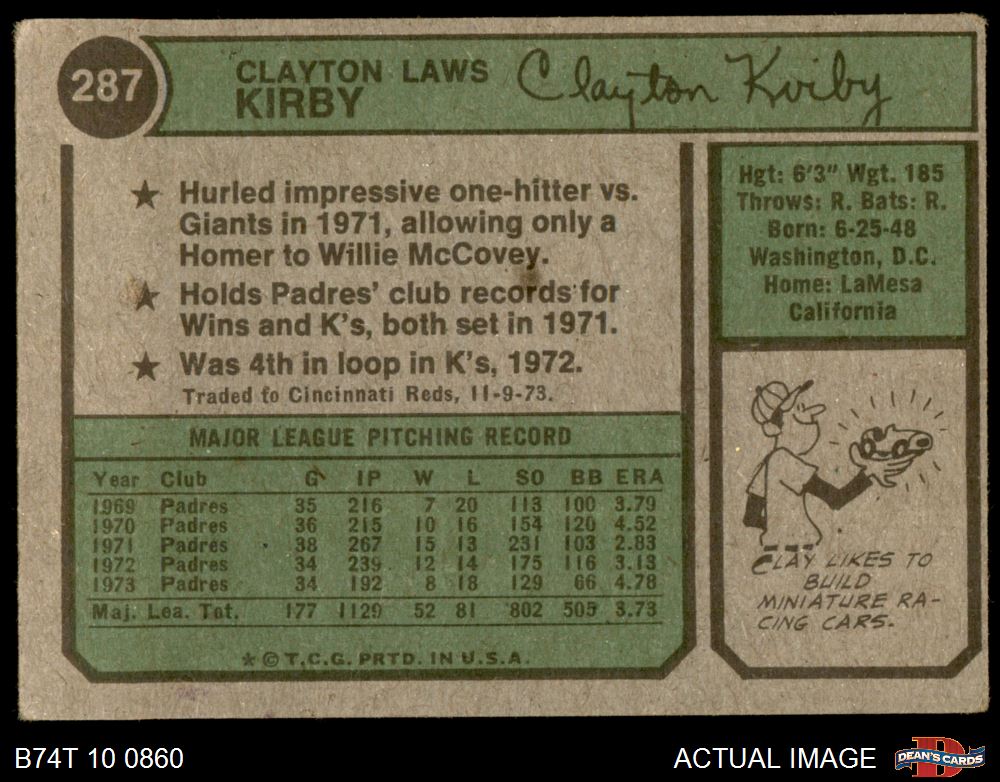 287
CLAYTON LAWS
KIRBY
Clayton Kirby
★ Hurled impressive one-hitter vs.
Giants in 1971, allowing only a
Homer to Willie McCovey.
★ Holds Padres' club records for
Wins and K's, both set in 1971.
★ Was 4th in loop in K's, 1972.
Traded to Cincinnati Reds, 11-9-73.
MAJOR LEAGUE PITCHING RECORD
Year Club G IP W L SO BB ERA
1969 Padres 35 216 7 20 113 100 3.79
1970 Padres 36 215 10 16 154 120 4.52
1971 Padres 38 267 15 13 231 103 2.83
1972 Padres 34 239 12 14 175 116 3.13
1973 Padres 34 192 8 18 129 66 4.78
Maj. Lea. Tot. 177 1129 52 81 802 505 3.73
* © T.C.G. PRTD. IN U.S.A.
Hgt: 6'3" Wgt. 185
Throws: R. Bats: R.
Born: 6-25-48
Washington, D.C.
Home: LaMesa
California
CLAY LIKES TO
BUILD
MINIATURE RA-
CING CARS.
B74T 10 0860
ACTUAL IMAGE
D
DEAN'S CARDS